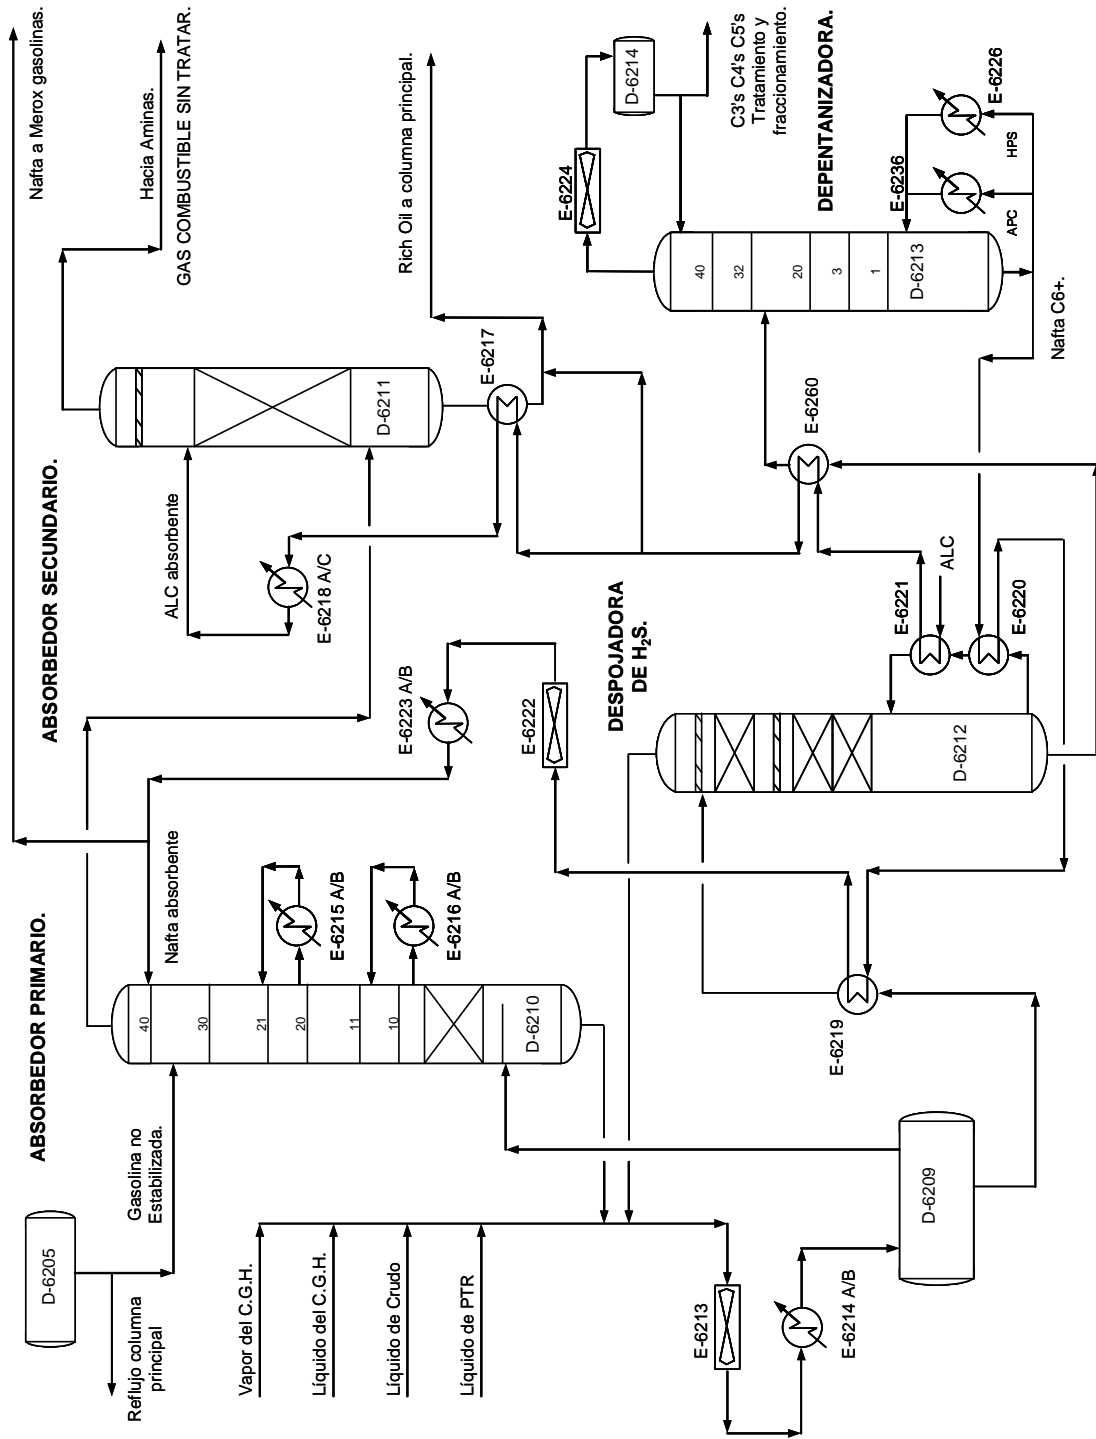 ABSORBEDOR PRIMARIO.
ABSORBEDOR SECUNDARIO.
Nafta a Merox gasolinas.
Hacia Aminas.
GAS COMBUSTIBLE SIN TRATAR.
Rich Oil a columna principal.
D-6205
Reflujo columna
principal
Gasolina no
Estabilizada.
Nafta absorbente
40
30
21
20
11
10
D-6210
E-6215 A/B
E-6216 A/B
E-6223 A/B
E-6222
ALC absorbente
E-6218 A/C
D-6211
E-6217
Vapor del C.G.H.
Líquido del C.G.H.
Líquido de Crudo
Líquido de PTR
E-6213
E-6214 A/B
D-6209
E-6219
DESPOJADORA
DE H₂S.
D-6212
E-6221
ALC
E-6220
E-6260
E-6224
D-6214
C3's C4's C5's
Tratamiento y
fraccionamiento.
DEPENTANIZADORA.
40
32
20
3
1
D-6213
E-6236
E-6226
APC
HPS
Nafta C6+.